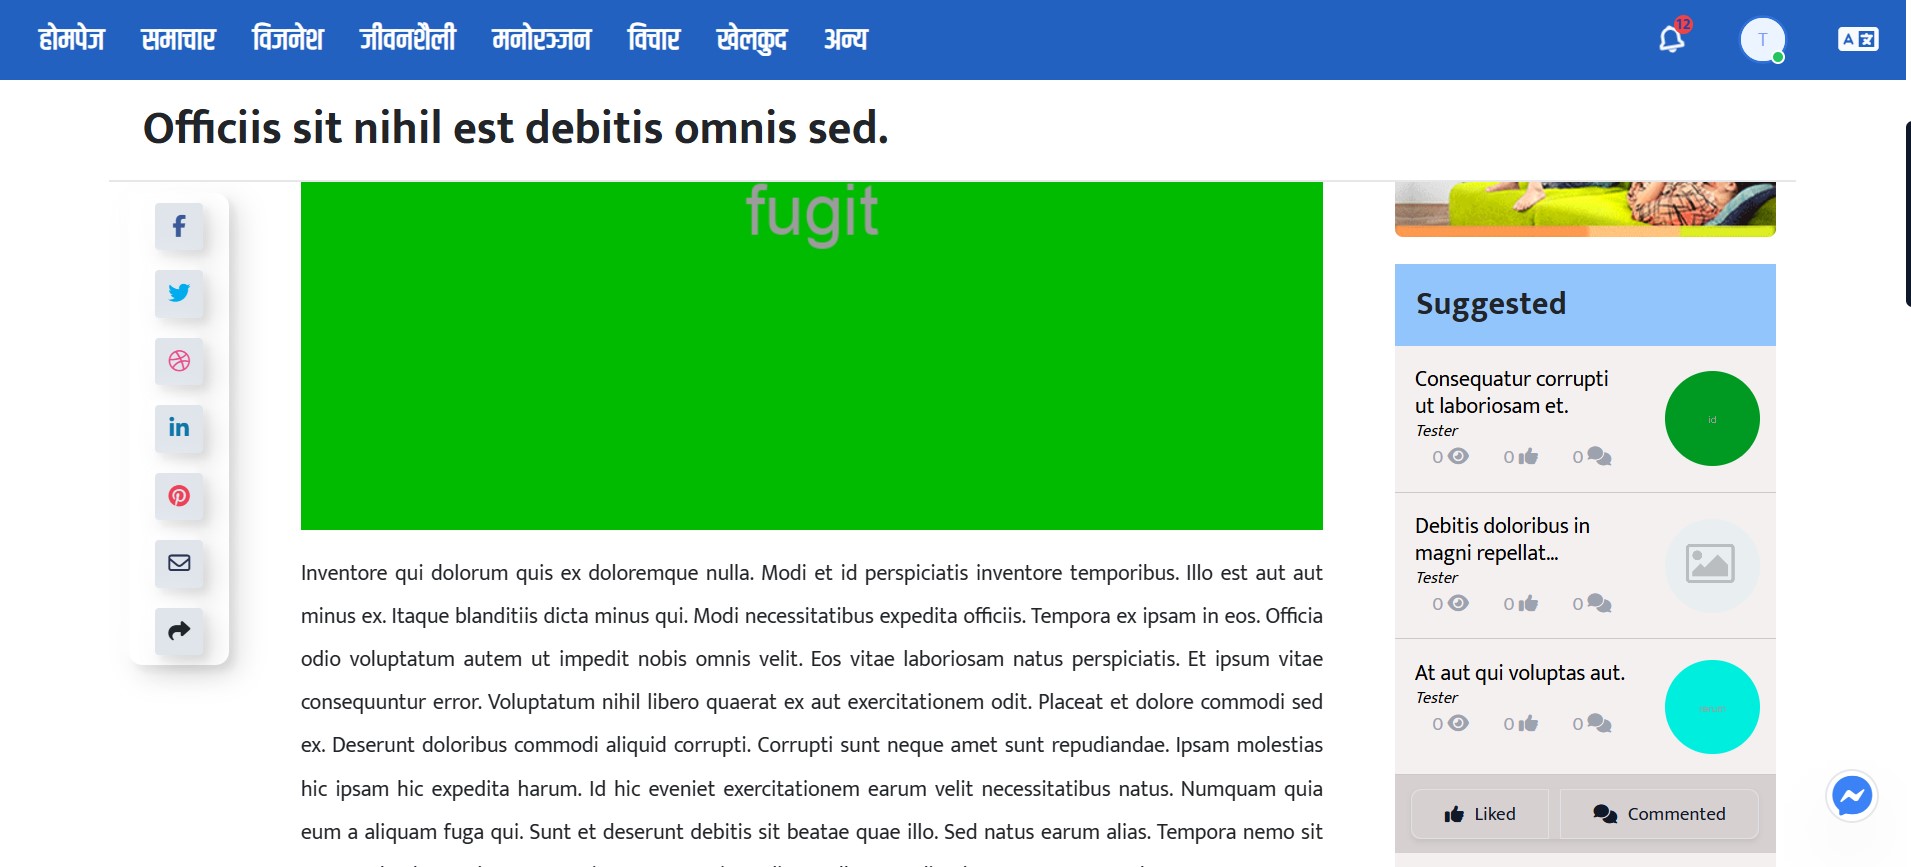 होमपेज समाचार विजनेश जीवनशैली मनोरञ्जन विचार खेलकुद अन्य
12
T
A
Officiis sit nihil est debitis omnis sed.
fugit
Inventore qui dolorum quis ex doloremque nulla. Modi et id perspiciatis inventore temporibus. Illo est aut aut
minus ex. Itaque blanditiis dicta minus qui. Modi necessitatibus expedita officiis. Tempora ex ipsam in eos. Officia
odio voluptatum autem ut impedit nobis omnis velit. Eos vitae laboriosam natus perspiciatis. Et ipsum vitae
consequuntur error. Voluptatum nihil libero quaerat ex aut exercitationem odit. Placeat et dolore commodi sed
ex. Deserunt doloribus commodi aliquid corrupti. Corrupti sunt neque amet sunt repudiandae. Ipsam molestias
hic ipsam hic expedita harum. Id hic eveniet exercitationem earum velit necessitatibus natus. Numquam quia
eum a aliquam fuga qui. Sunt et deserunt debitis sit beatae quae illo. Sed natus earum alias. Tempora nemo sit
Suggested
Consequatur corrupti
ut laboriosam et.
Tester
0 0 0
id
Debitis doloribus in
magni repellat...
Tester
0 0 0
At aut qui voluptas aut.
Tester
0 0 0
Liked Commented